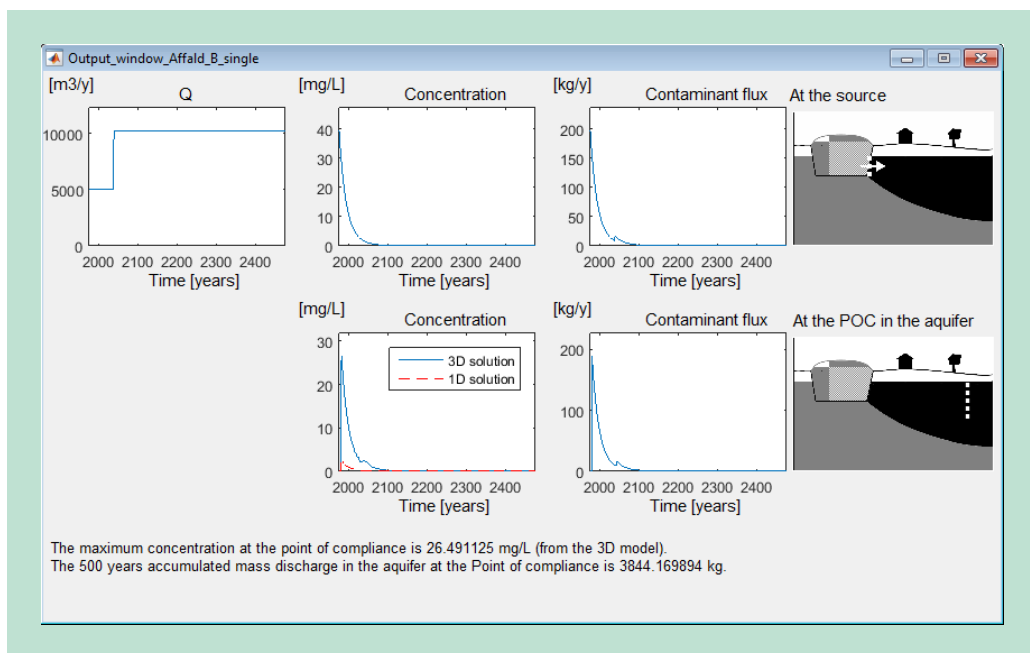 Output_window_Affald_B_single
[m3/y]
Q
10000
5000
0
2000 2100 2200 2300 2400
Time [years]
[mg/L]
Concentration
40
30
20
10
0
2000 2100 2200 2300 2400
Time [years]
[kg/y]
Contaminant flux
200
150
100
50
0
2000 2100 2200 2300 2400
Time [years]
At the source
[mg/L]
Concentration
30
20
10
0
3D solution
1D solution
2000 2100 2200 2300 2400
Time [years]
[kg/y]
Contaminant flux
200
100
0
2000 2100 2200 2300 2400
Time [years]
At the POC in the aquifer
The maximum concentration at the point of compliance is 26.491125 mg/L (from the 3D model).
The 500 years accumulated mass discharge in the aquifer at the Point of compliance is 3844.169894 kg.